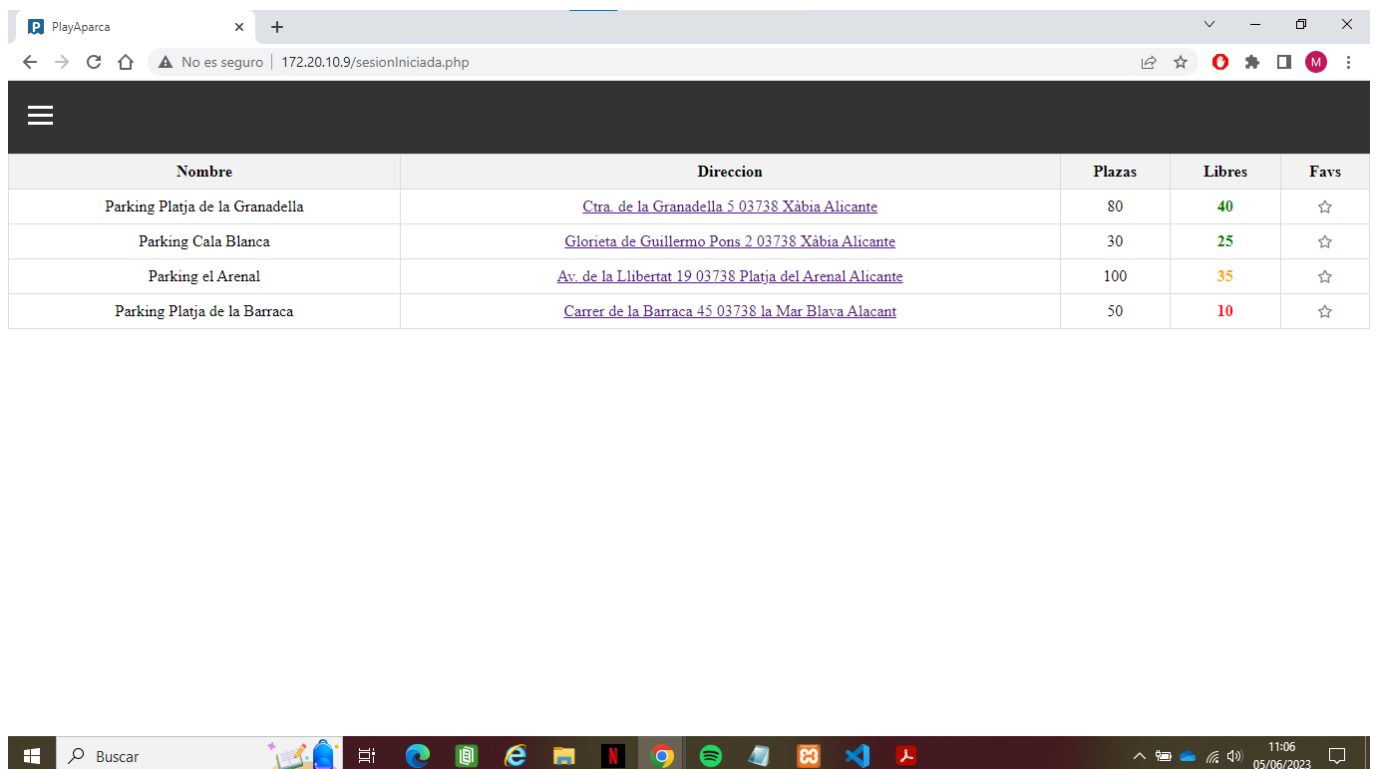 PlayAparca
No es seguro 172.20.10.9/sesionIniciada.php
M
Nombre Direccion Plazas Libres Favs
Parking Platja de la Granadella Ctra. de la Granadella 5 03738 Xàbia Alicante 80 40
Parking Cala Blanca Glorieta de Guillermo Pons 2 03738 Xàbia Alicante 30 25
Parking el Arenal Av. de la Llibertat 19 03738 Platja del Arenal Alicante 100 35
Parking Platja de la Barraca Carrer de la Barraca 45 03738 la Mar Blava Alacant 50 10
Buscar
11:06
05/06/2023